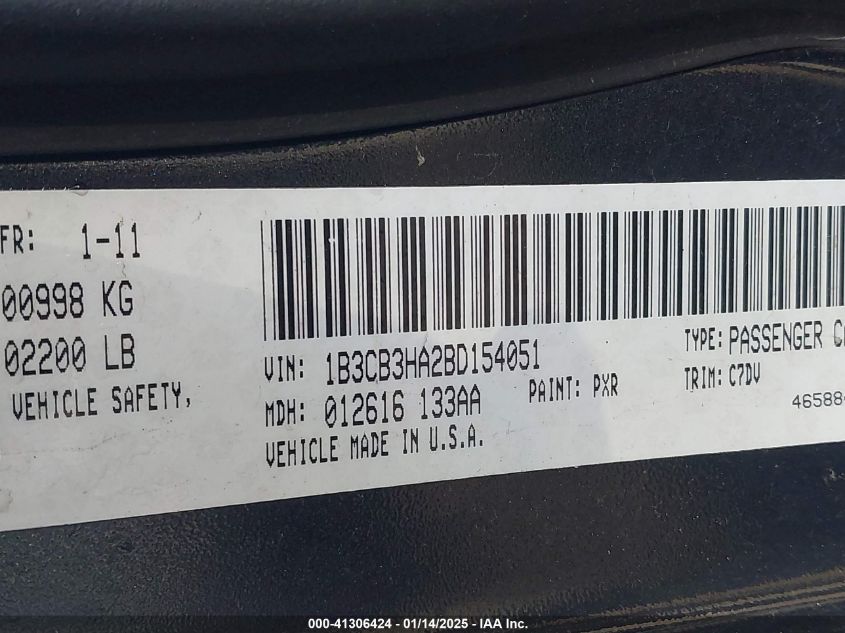 FR: 1-11
00998 KG
02200 LB
VEHICLE SAFETY,
VIN: 1B3CB3HA2BD154051
TYPE: PASSENGER
MDH: 012616 133AA
PAINT: PXR
TRIM: C7DV
VEHICLE MADE IN U.S.A.
46588
000-41306424 - 01/14/2025 - IAA Inc.